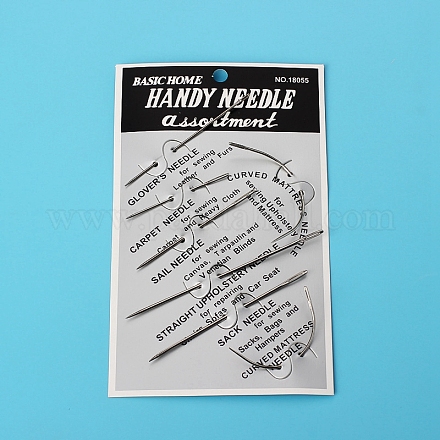 BASIC HOME
NO.18055
HANDY NEEDLE
assortment
GLOVER'S NEEDLE
for sewing
Leather and Furs
CURVED MATTRESS NEEDLE
for sewing
Upholstery
and Mattress
CARPET NEEDLE
for sewing
Carpet and Heavy Cloth
SAIL NEEDLE
for sewing
Canvas, Tarpaulin and
Venetian Blinds
STRAIGHT UPHOLSTERY NEEDLE
for repairing
Sofas and Car Seat
SACK NEEDLE
for sewing
Sacks, Bags and
Hampers
CURVED MATTRESS
NEEDLE